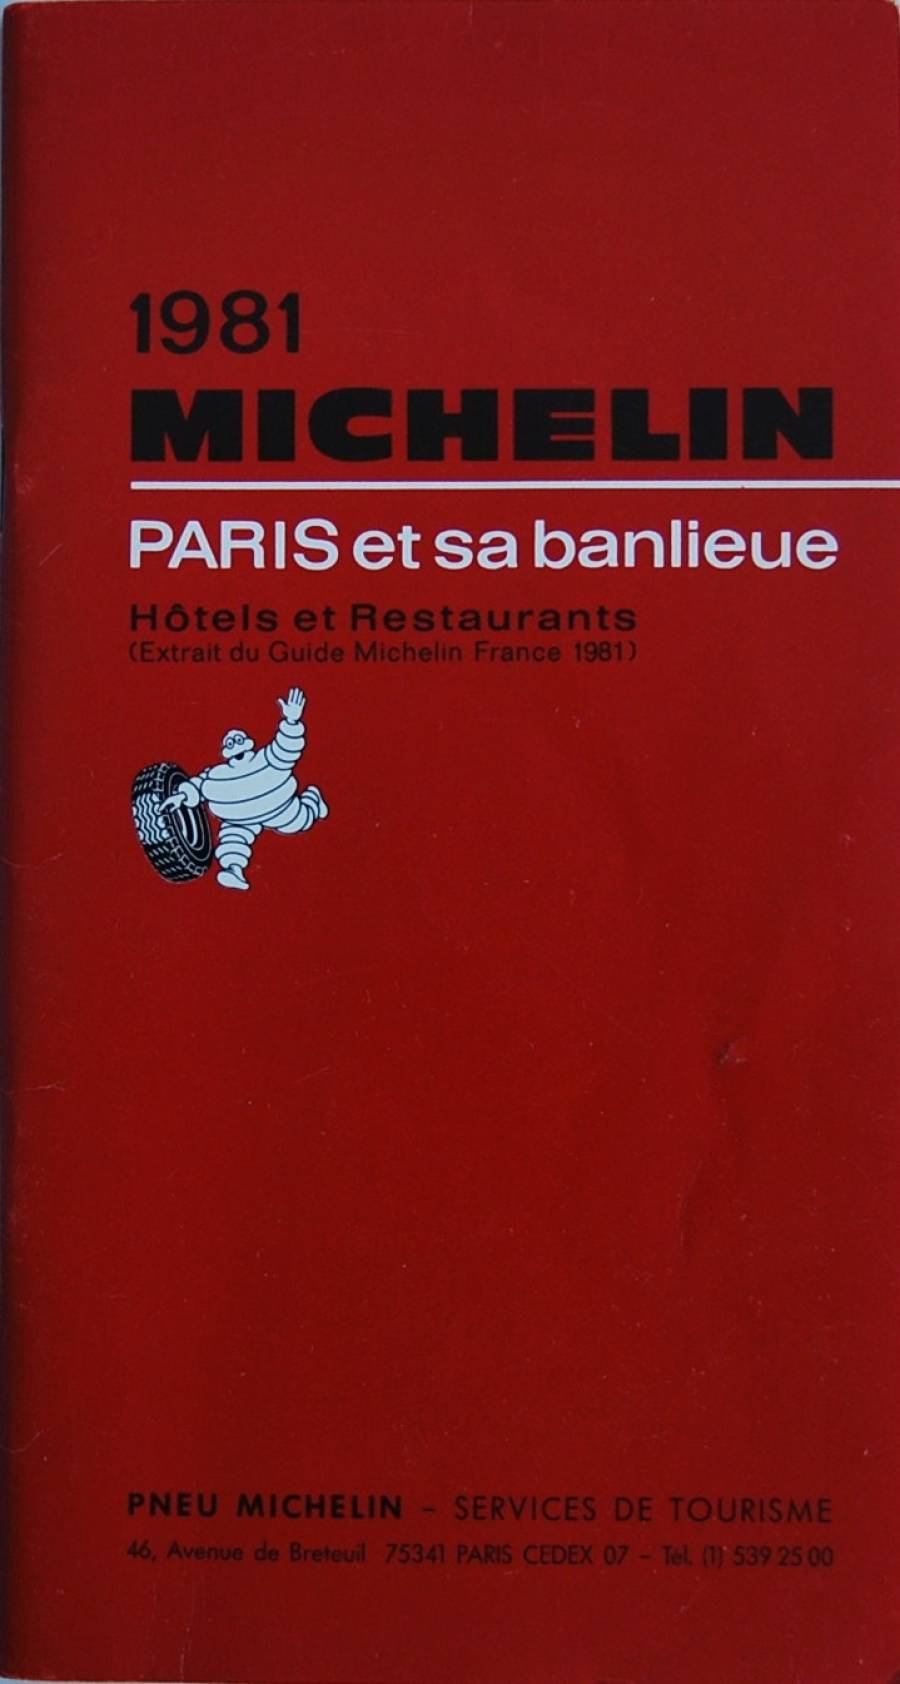 1981
MICHELIN
PARIS et sa banlieue
Hôtels et Restaurants
(Extrait du Guide Michelin France 1981)
PNEU MICHELIN – SERVICES DE TOURISME
46, Avenue de Breteuil 75341 PARIS CEDEX 07 – Tél. (1) 539 25 00